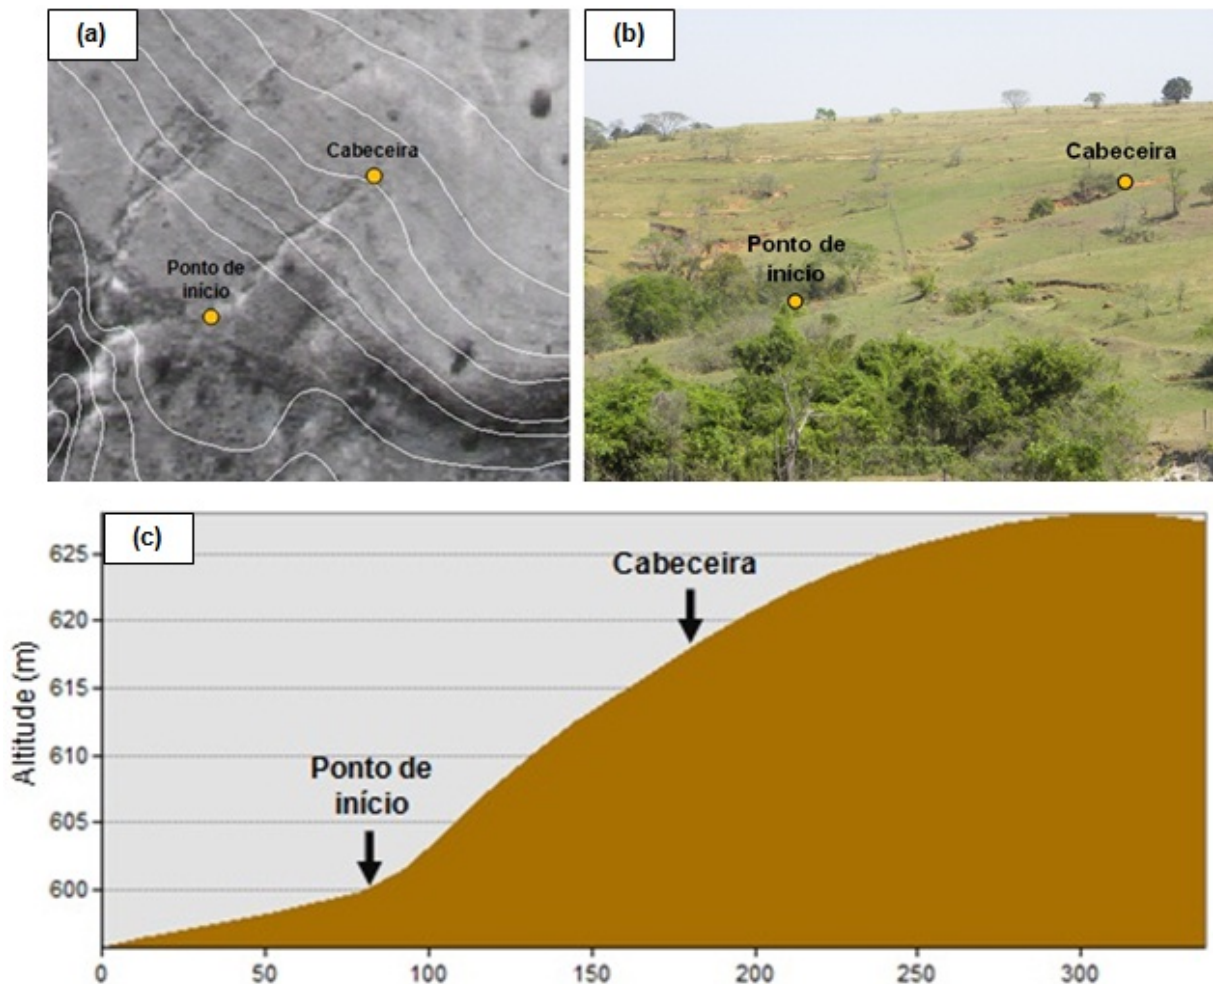 (a)
Cabeceira
Ponto de
início
(b)
Cabeceira
Ponto de
início
(c)
Cabeceira
Ponto de
início
Altitude (m)
625
620
615
610
605
600
0
50
100
150
200
250
300